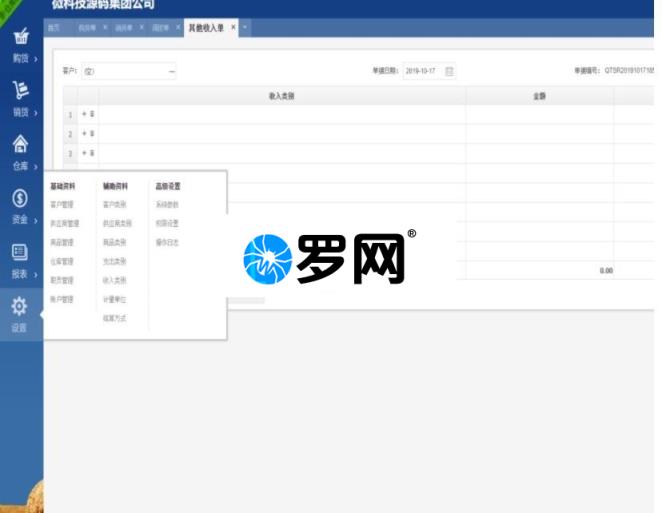 微科技源码集团公司
首页 购货单 × 销货单 × 调拨单 × 其他收入单 ×
客户: (空) 单据日期: 2019-10-17 单据编号: QTSR2019101718
收入类别 金额
1
2
3
0.00
购货
销货
仓库
资金
报表
设置
基础资料 辅助资料 高级设置
客户管理 客户类别 系统参数
供应商管理 供应商类别 权限设置
商品管理 商品类别 操作日志
仓库管理 支出类别
职员管理 收入类别
账户管理 计量单位
结算方式
罗网®